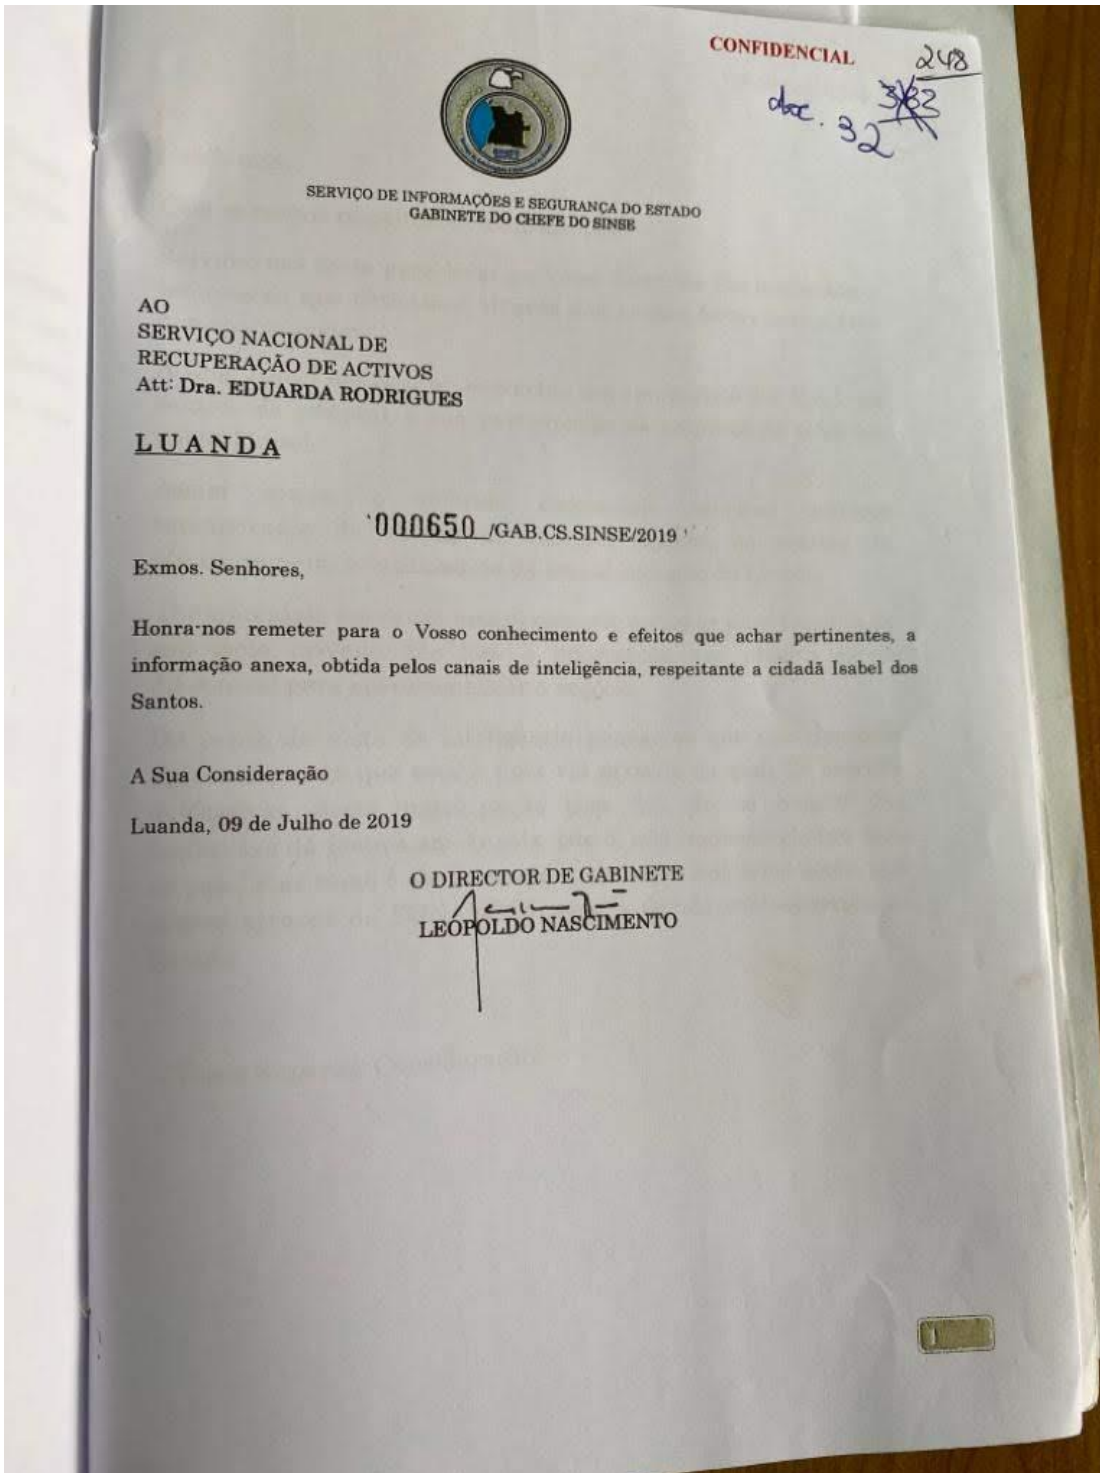 CONFIDENCIAL
248
doc. 32
SERVIÇO DE INFORMAÇÕES E SEGURANÇA DO ESTADO
GABINETE DO CHEFE DO SINSE
AO
SERVIÇO NACIONAL DE
RECUPERAÇÃO DE ACTIVOS
Att: Dra. EDUARDA RODRIGUES
LUANDA
000650 /GAB.CS.SINSE/2019
Exmos. Senhores,
Honra-nos remeter para o Vosso conhecimento e efeitos que achar pertinentes, a
informação anexa, obtida pelos canais de inteligência, respeitante a cidadã Isabel dos
Santos.
A Sua Consideração
Luanda, 09 de Julho de 2019
O DIRECTOR DE GABINETE
LEOPOLDO NASCIMENTO
1